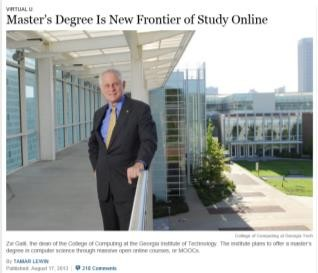 VIRTUAL U
Master's Degree Is New Frontier of Study Online
College of Computing at Georgia Tech
Zvi Galil, the dean of the College of Computing at the Georgia Institute of Technology. The institute plans to offer a master's
degree in computer science through massive open online courses, or MOOCs.
By TAMAR LEWIN
Published: August 17, 2013
218 Comments